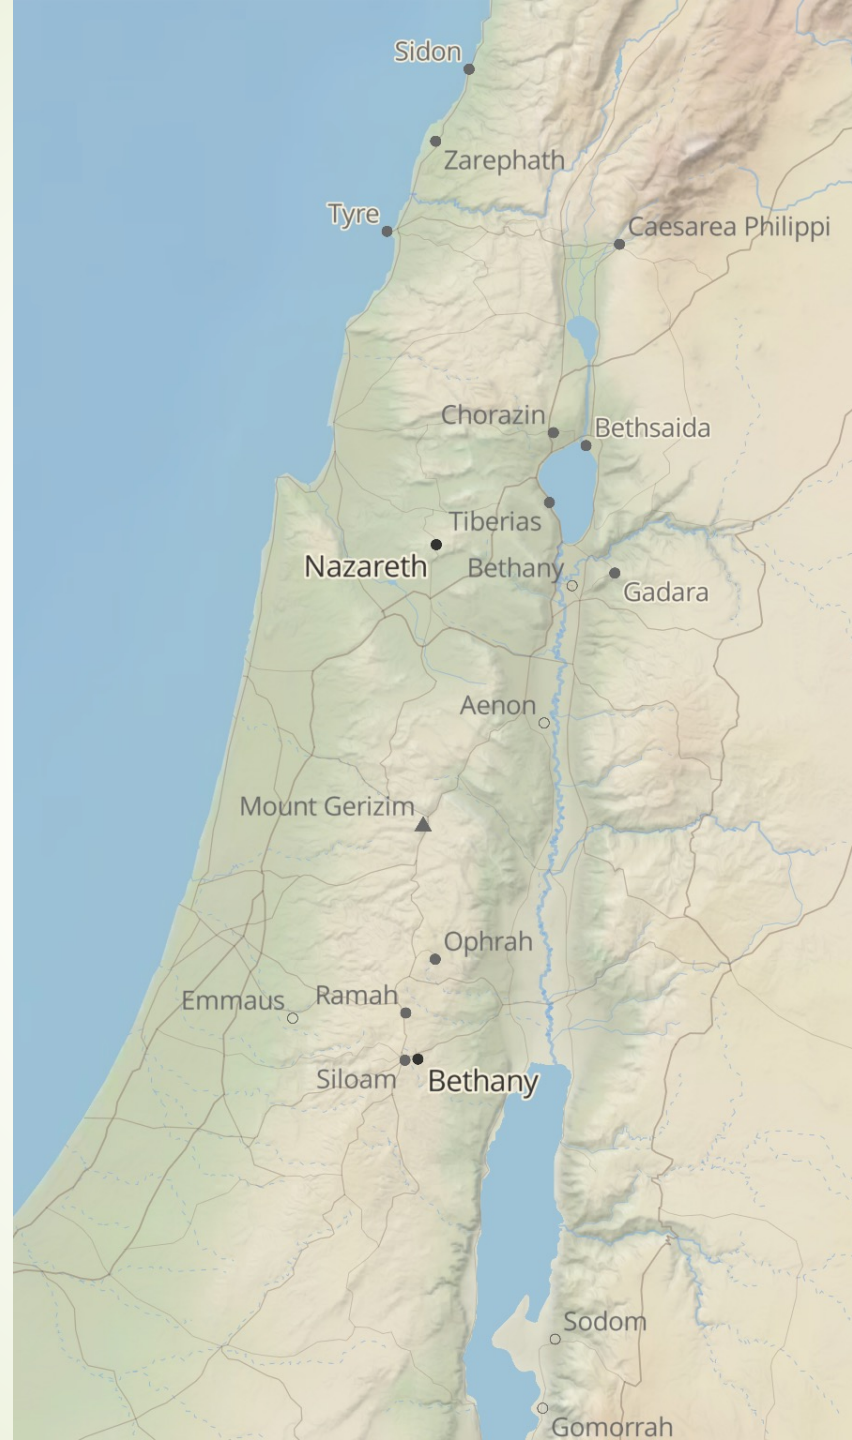 Sidon
Zarephath
Tyre
Caesarea Philippi
Chorazin
Bethsaida
Tiberias
Nazareth
Bethany
Gadara
Aenon
Mount Gerizim
Ophrah
Ramah
Emmaus
Siloam
Bethany
Sodom
Gomorrah